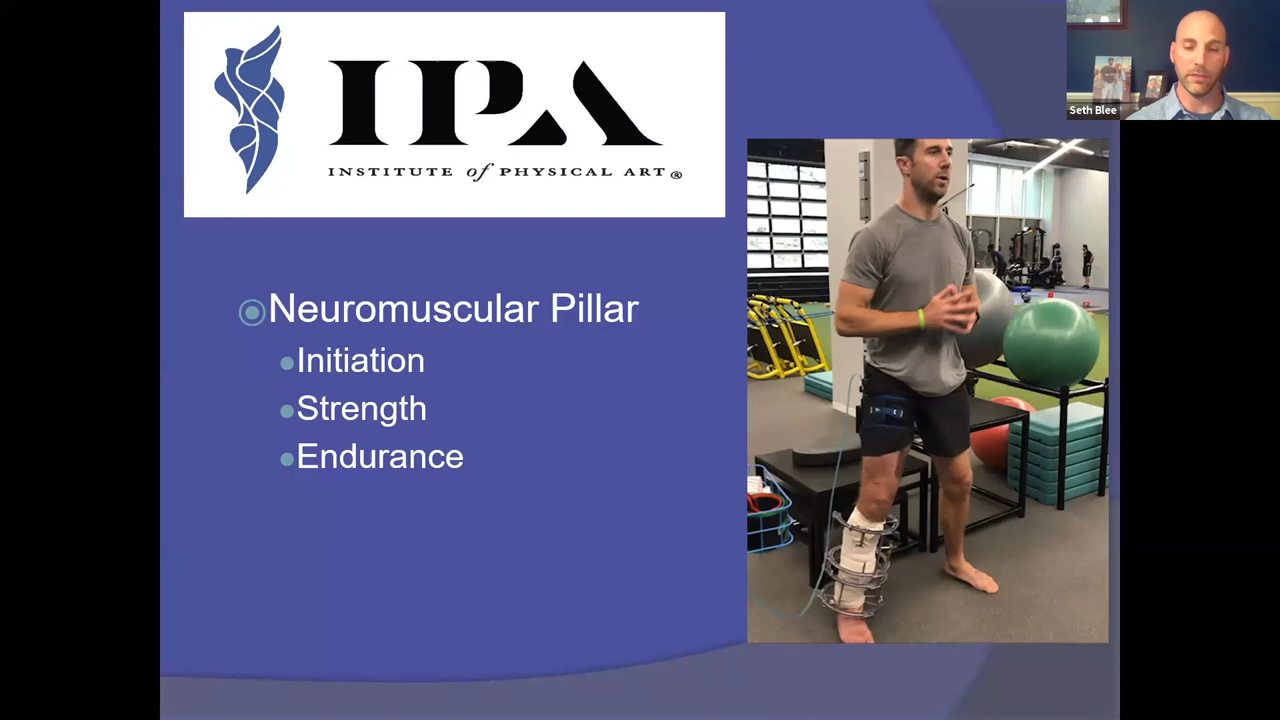 IPA
INSTITUTE of PHYSICAL ART®
Seth Blee
Neuromuscular Pillar
Initiation
Strength
Endurance